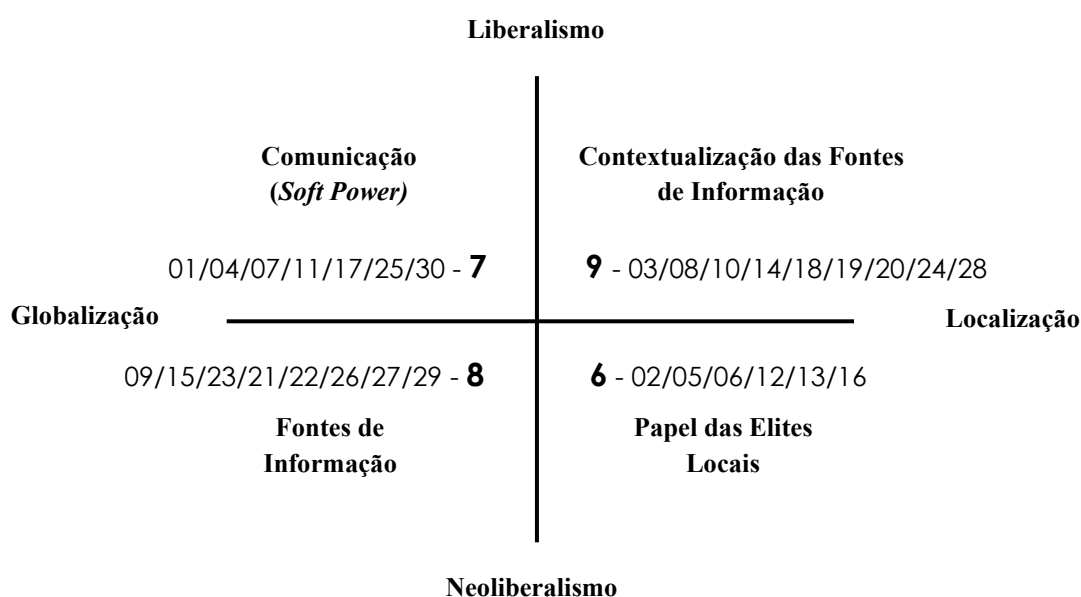 Liberalismo
Comunicação
(Soft Power)
Contextualização das Fontes
de Informação
01/04/07/11/17/25/30 - 7
9 - 03/08/10/14/18/19/20/24/28
Globalização
Localização
09/15/23/21/22/26/27/29 - 8
6 - 02/05/06/12/13/16
Fontes de
Informação
Papel das Elites
Locais
Neoliberalismo